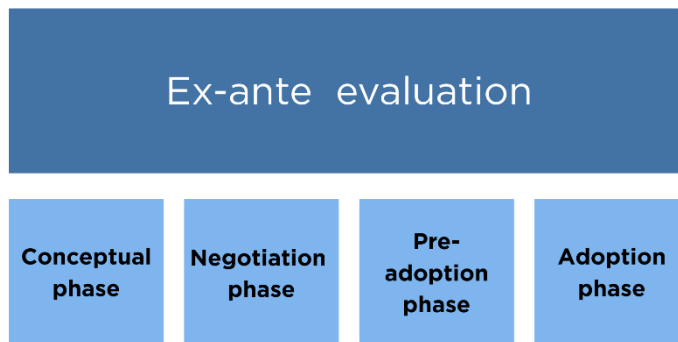 Ex-ante evaluation
Conceptual
phase
Negotiation
phase
Pre-
adoption
phase
Adoption
phase